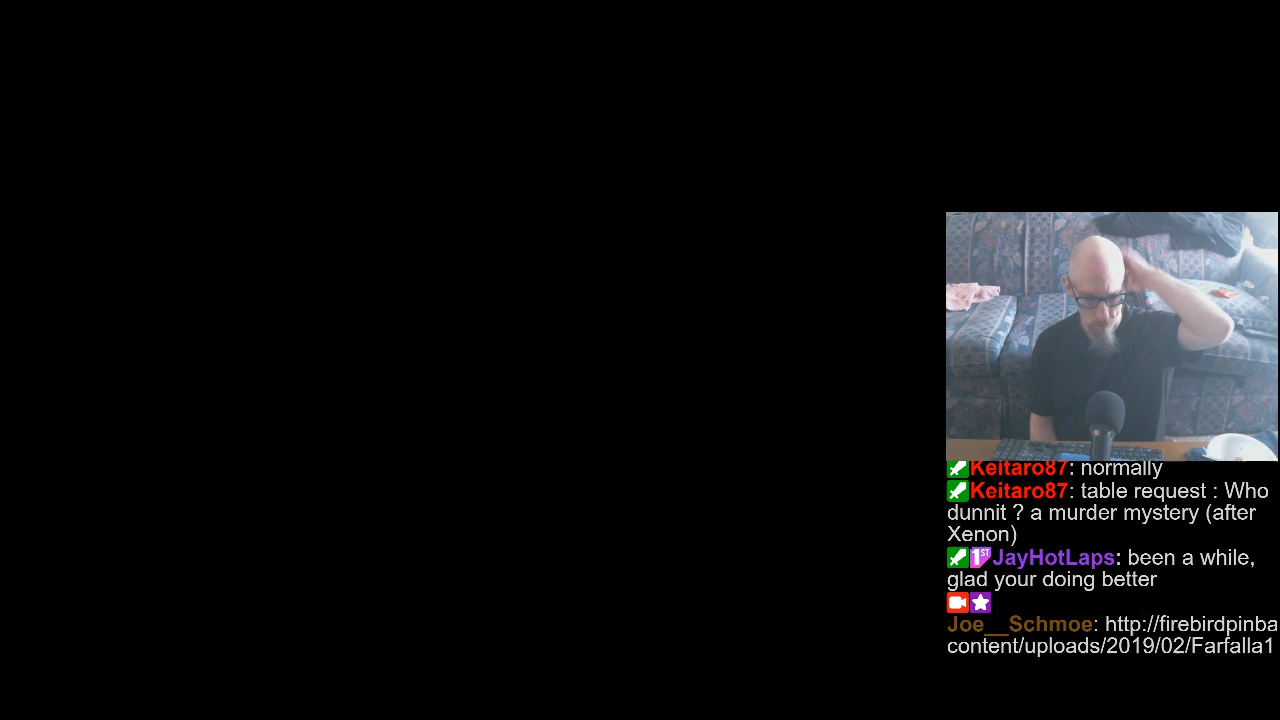 Keitaro87: normally
Keitaro87: table request : Who
dunnit ? a murder mystery (after
Xenon)
1ST JayHotLaps: been a while,
glad your doing better
Joe__Schmoe: http://firebirdpinba
content/uploads/2019/02/Farfalla1